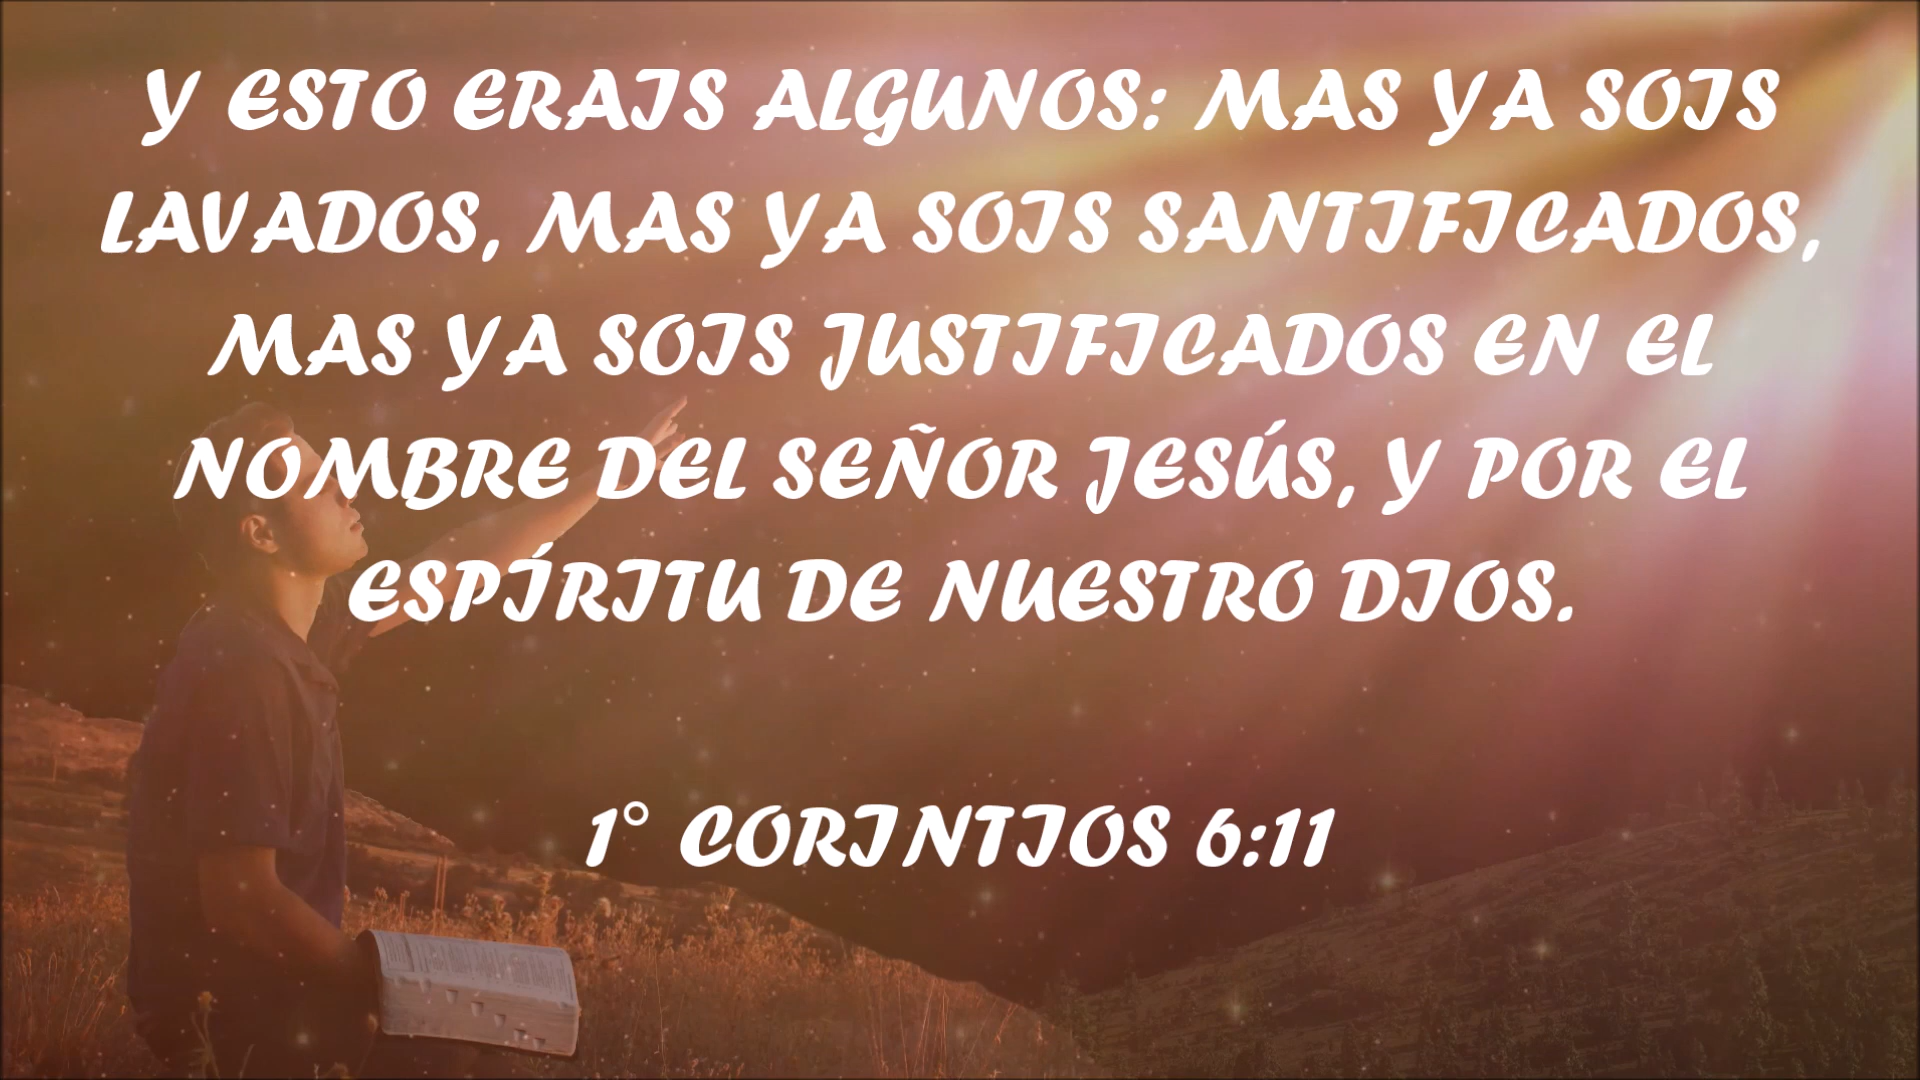 Y ESTO ERAIS ALGUNOS: MAS YA SOIS
LAVADOS, MAS YA SOIS SANTIFICADOS,
MAS YA SOIS JUSTIFICADOS EN EL
NOMBRE DEL SEÑOR JESÚS, Y POR EL
ESPÍRITU DE NUESTRO DIOS.
1° CORINTIOS 6:11